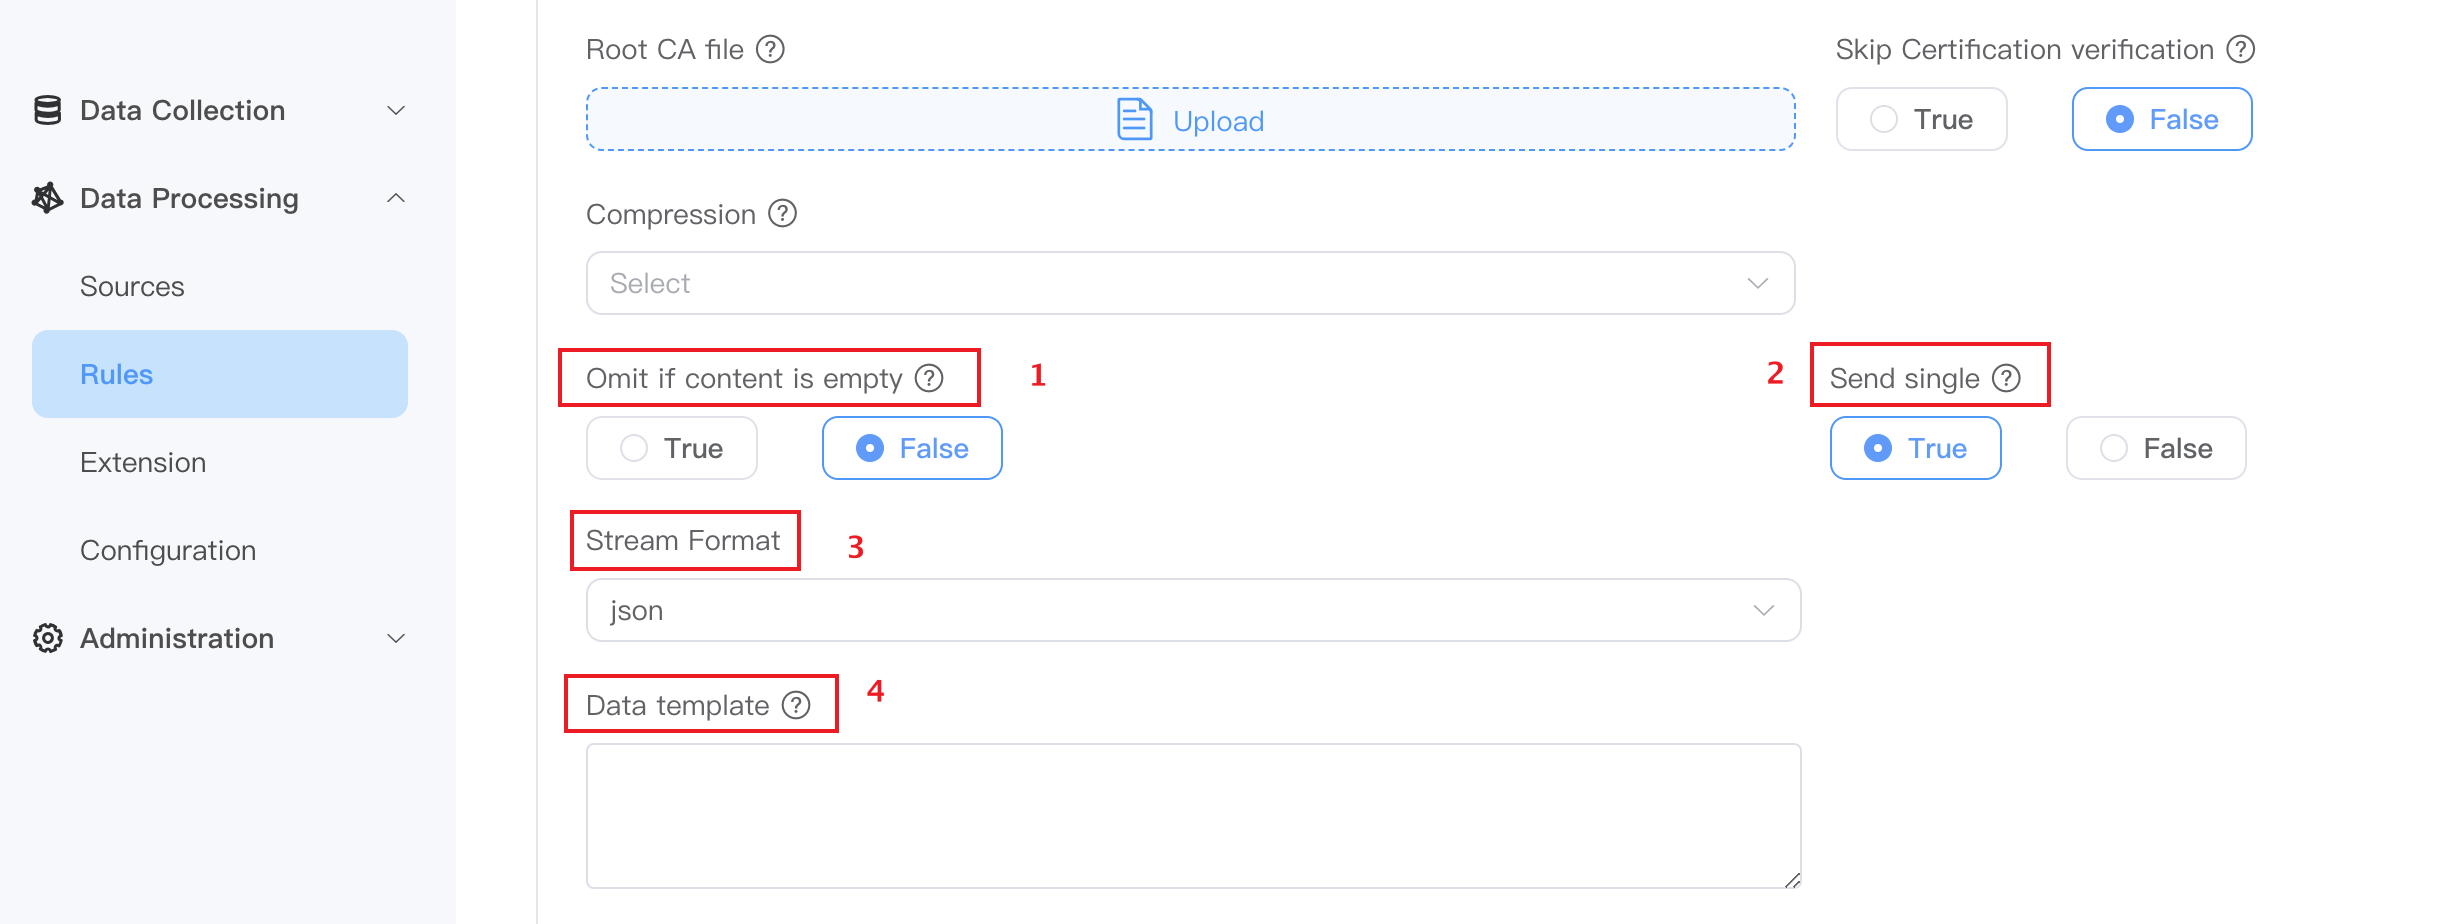 Data Collection
Data Processing
Sources
Rules
Extension
Configuration
Administration
Root CA file ?
Skip Certification verification ?
Upload
True
False
Compression ?
Select
Omit if content is empty ?
1
2
Send single ?
True
False
True
False
Stream Format
3
json
Data template ?
4